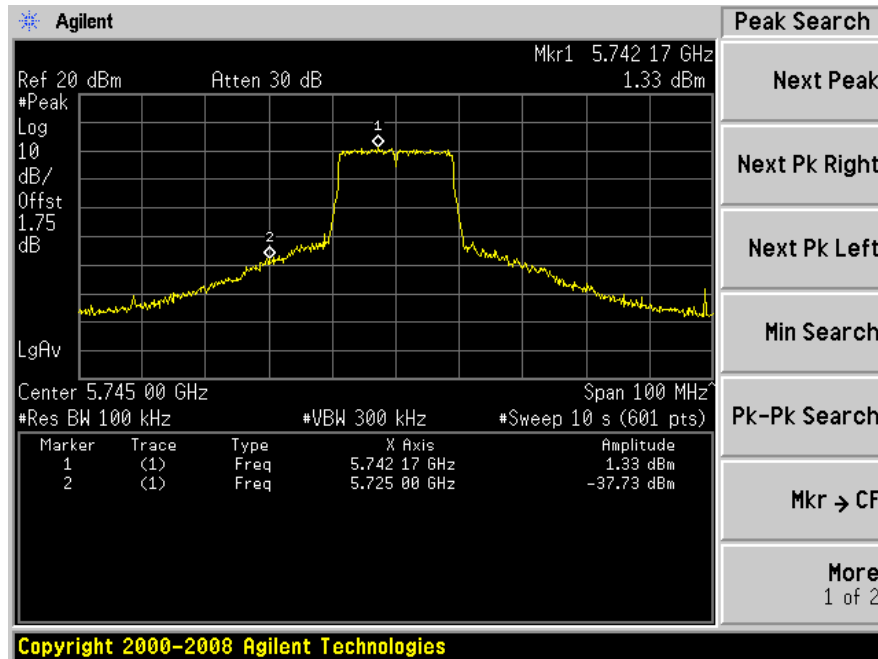 Agilent
Peak Search
Mkr1 5.742 17 GHz
Ref 20 dBm Atten 30 dB 1.33 dBm
#Peak
Log
10
dB/
Offst
1.75
dB
1
2
LgAv
Center 5.745 00 GHz Span 100 MHz^
#Res BW 100 kHz #VBW 300 kHz #Sweep 10 s (601 pts)
Marker Trace Type X Axis Amplitude
1 (1) Freq 5.742 17 GHz 1.33 dBm
2 (1) Freq 5.725 00 GHz -37.73 dBm
Next Peak
Next Pk Right
Next Pk Left
Min Search
Pk-Pk Search
Mkr → CF
More
1 of 2
Copyright 2000-2008 Agilent Technologies